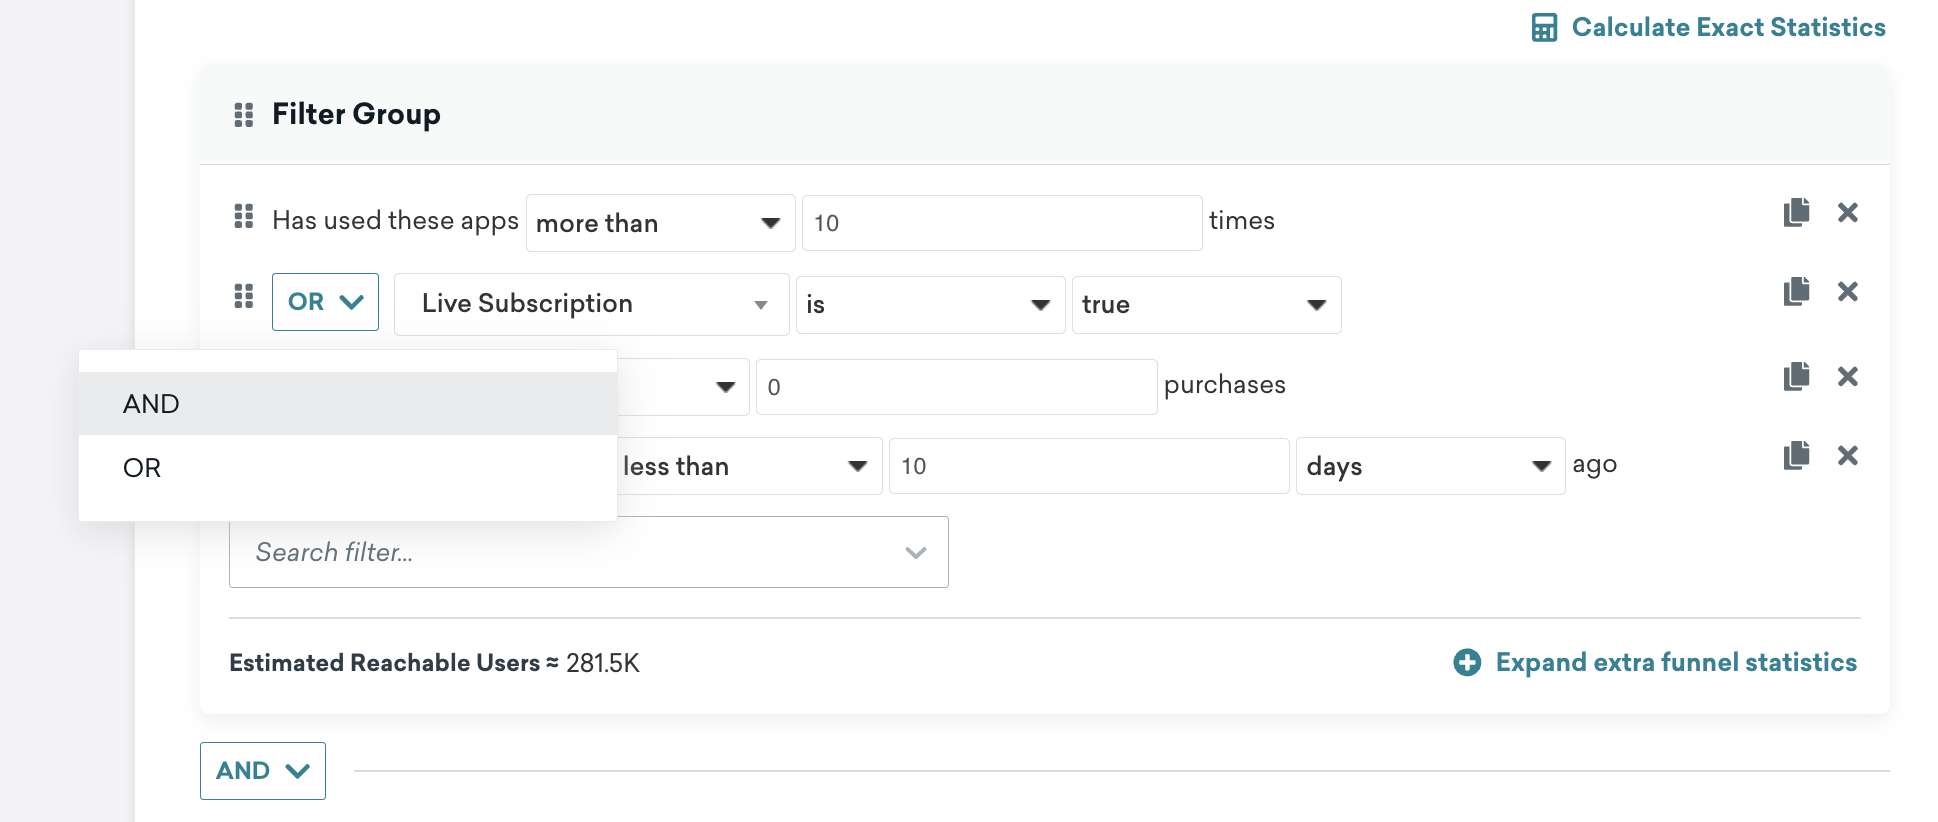 Calculate Exact Statistics
Filter Group
Has used these apps more than 10 times
OR Live Subscription is true
AND
0 purchases
OR
less than 10 days ago
Search filter...
Estimated Reachable Users ≈ 281.5K
Expand extra funnel statistics
AND